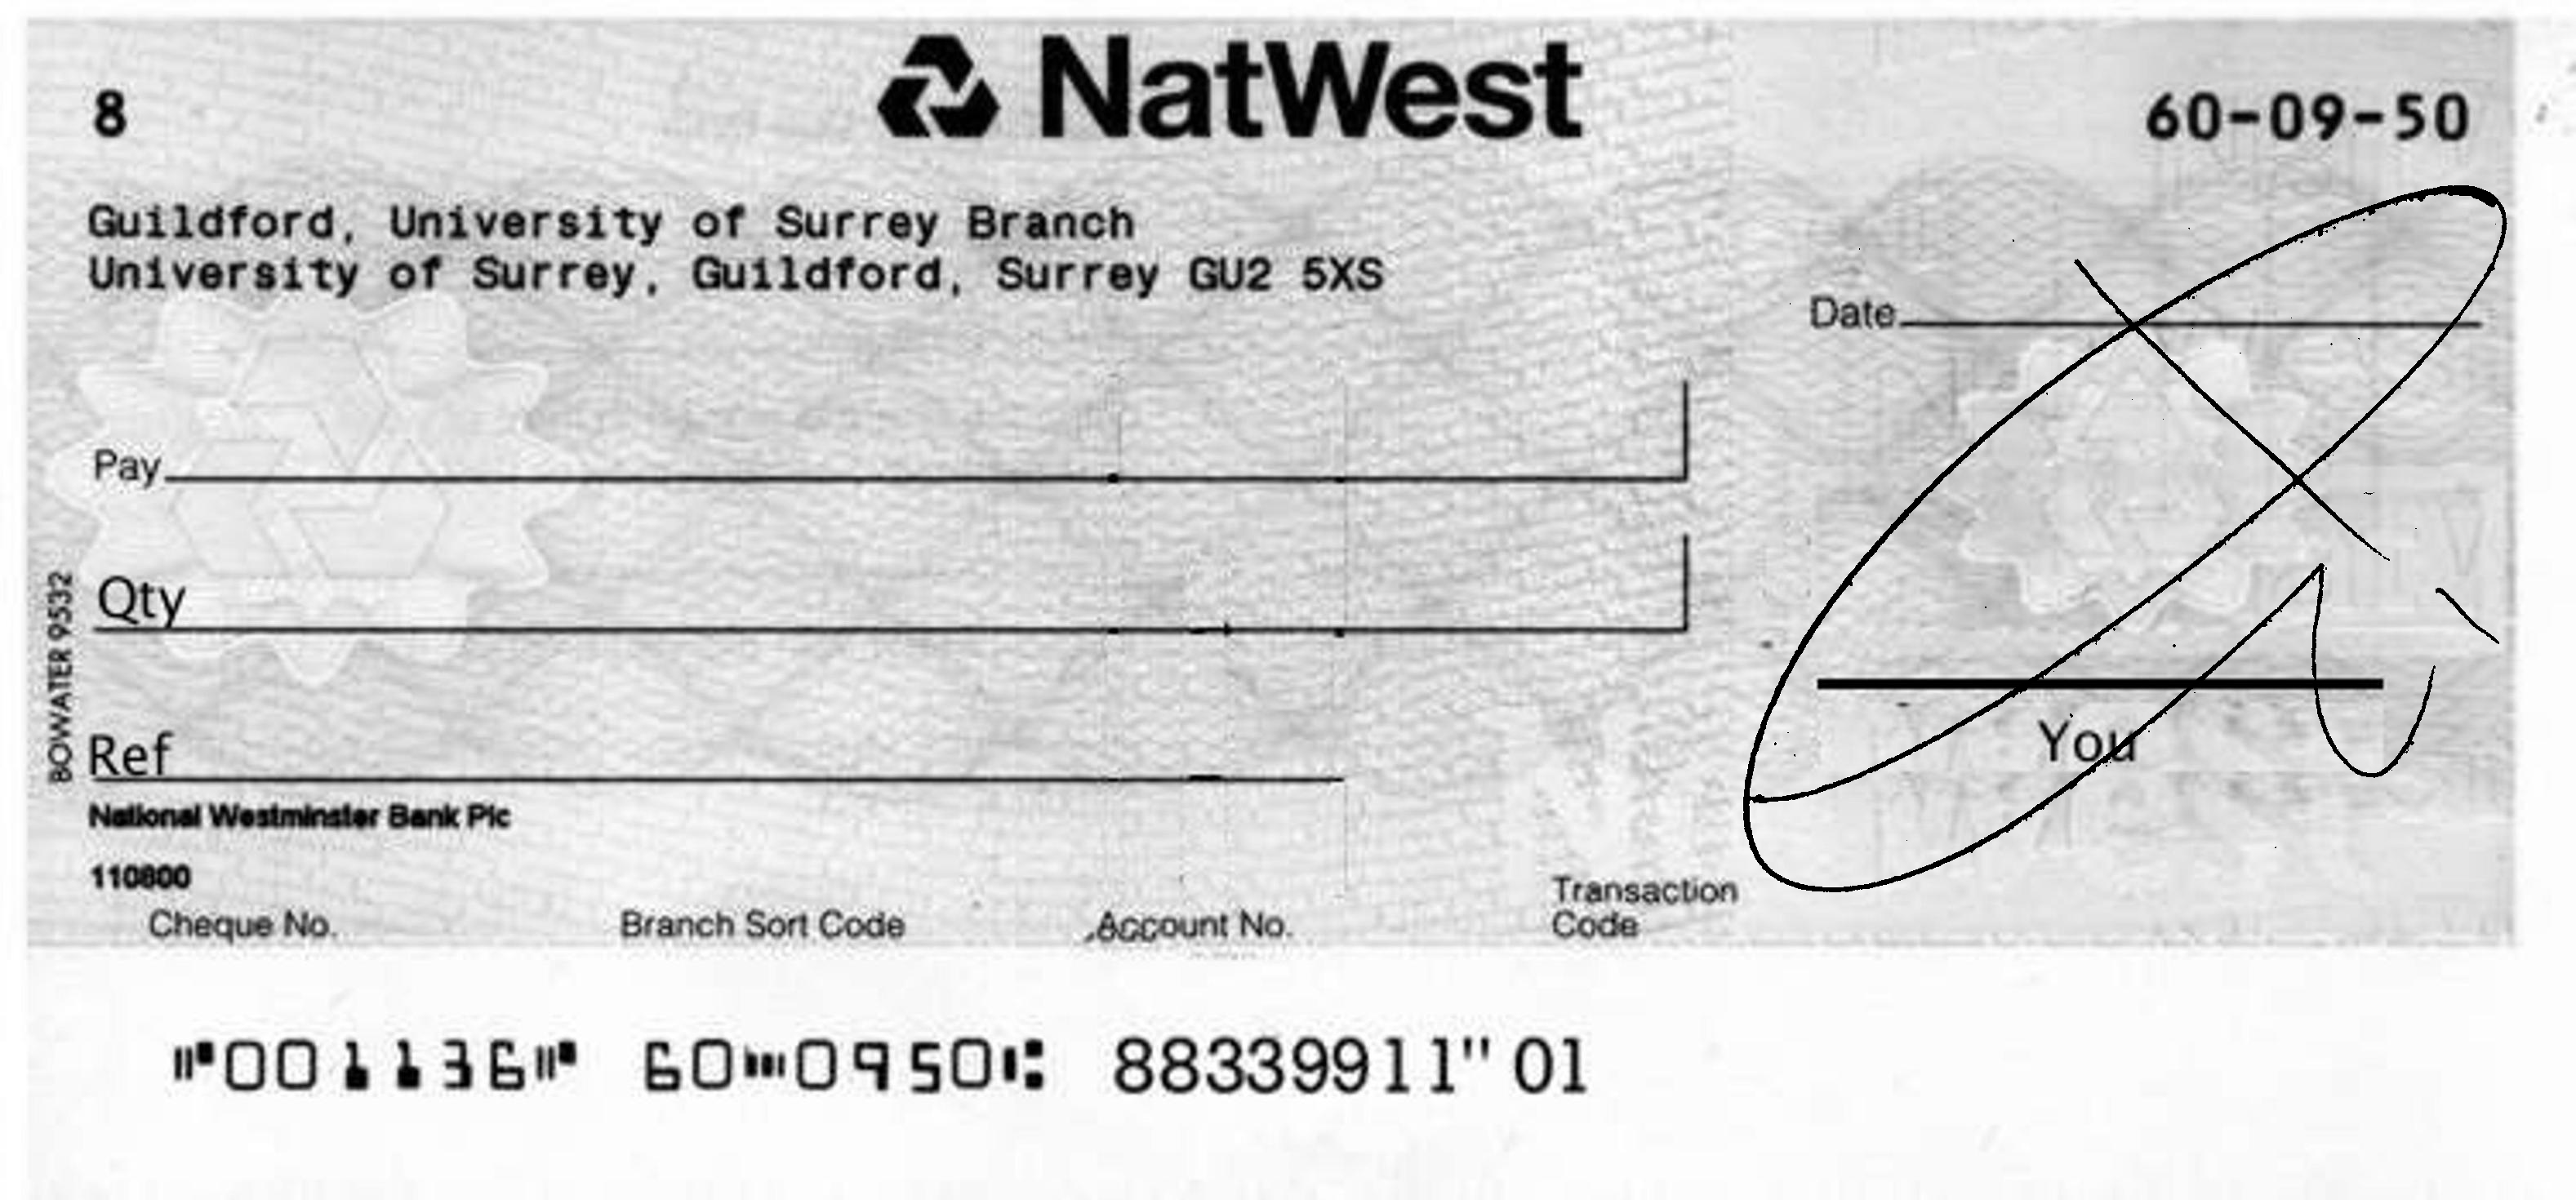 NatWest
8
60-09-50
Guildford, University of Surrey Branch
University of Surrey, Guildford, Surrey GU2 5XS
Date
Pay
Qty
BOWATER 9532
Ref
You
National Westminster Bank Plc
110800
Cheque No.
Branch Sort Code
Account No.
Transaction
Code
⑈001136⑈ 60⑉0950⑆ 88339911" 01